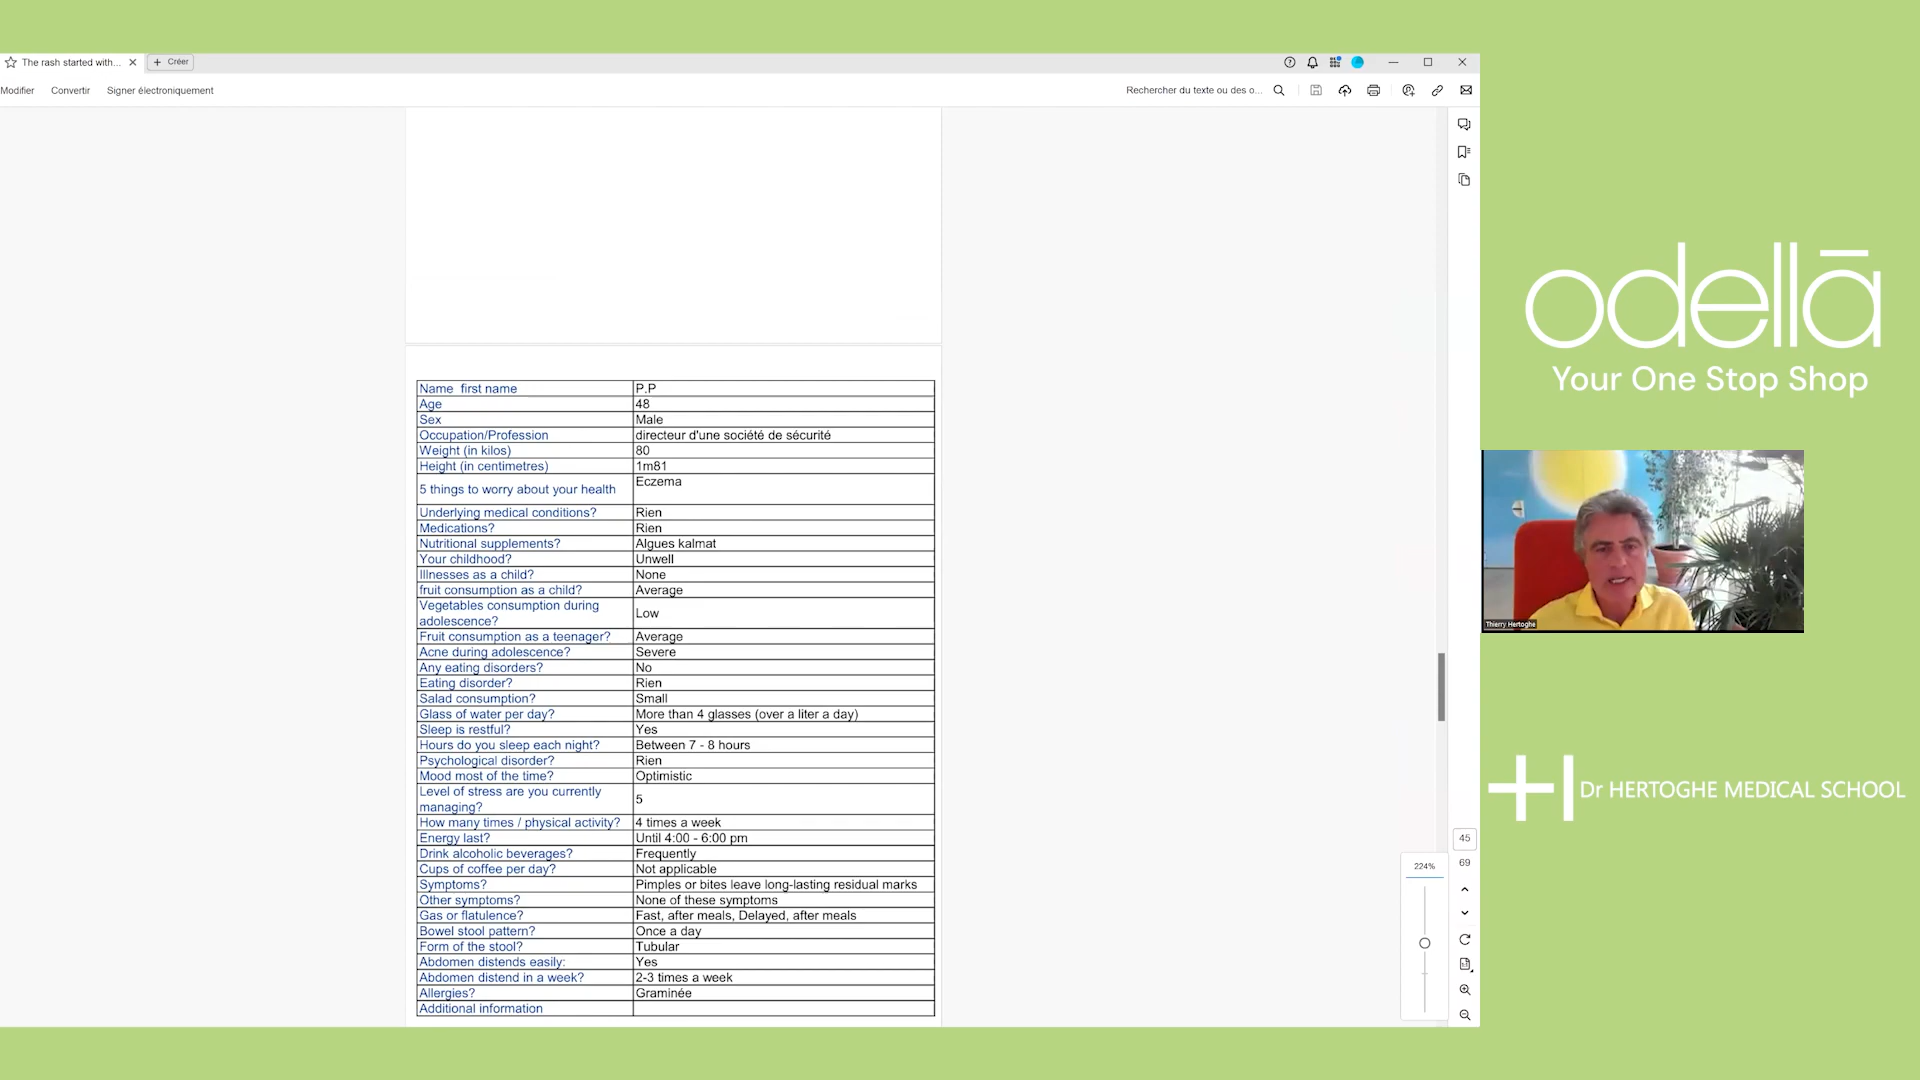 The rash started with...
Créer
Modifier
Convertir
Signer électroniquement
Rechercher du texte ou des o...
Name first name P.P
Age 48
Sex Male
Occupation/Profession directeur d'une société de sécurité
Weight (in kilos) 80
Height (in centimetres) 1m81
5 things to worry about your health Eczema
Underlying medical conditions? Rien
Medications? Rien
Nutritional supplements? Algues kalmat
Your childhood? Unwell
Illnesses as a child? None
fruit consumption as a child? Average
Vegetables consumption during
adolescence? Low
Fruit consumption as a teenager? Average
Acne during adolescence? Severe
Any eating disorders? No
Eating disorder? Rien
Salad consumption? Small
Glass of water per day? More than 4 glasses (over a liter a day)
Sleep is restful? Yes
Hours do you sleep each night? Between 7 - 8 hours
Psychological disorder? Rien
Mood most of the time? Optimistic
Level of stress are you currently
managing? 5
How many times / physical activity? 4 times a week
Energy last? Until 4:00 - 6:00 pm
Drink alcoholic beverages? Frequently
Cups of coffee per day? Not applicable
Symptoms? Pimples or bites leave long-lasting residual marks
Other symptoms? None of these symptoms
Gas or flatulence? Fast, after meals, Delayed, after meals
Bowel stool pattern? Once a day
Form of the stool? Tubular
Abdomen distends easily: Yes
Abdomen distend in a week? 2-3 times a week
Allergies? Graminée
Additional information
45
69
224%
odellā
Your One Stop Shop
Thierry Hertoghe
Dr HERTOGHE MEDICAL SCHOOL